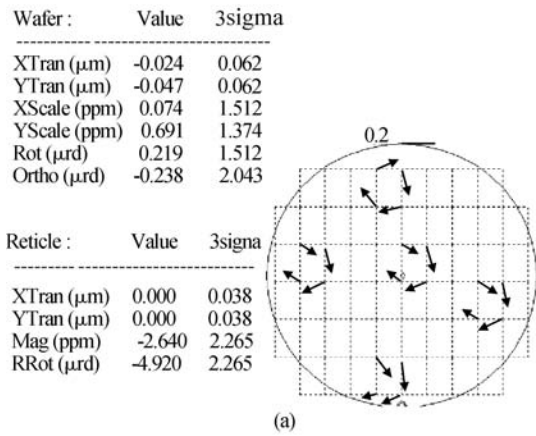 Wafer : Value 3sigma
XTran (μm) -0.024 0.062
YTran (μm) -0.047 0.062
XScale (ppm) 0.074 1.512
YScale (ppm) 0.691 1.374
Rot (μrd) 0.219 1.512
Ortho (μrd) -0.238 2.043
0.2
Reticle : Value 3signa
XTran (μm) 0.000 0.038
YTran (μm) 0.000 0.038
Mag (ppm) -2.640 2.265
RRot (μrd) -4.920 2.265
(a)